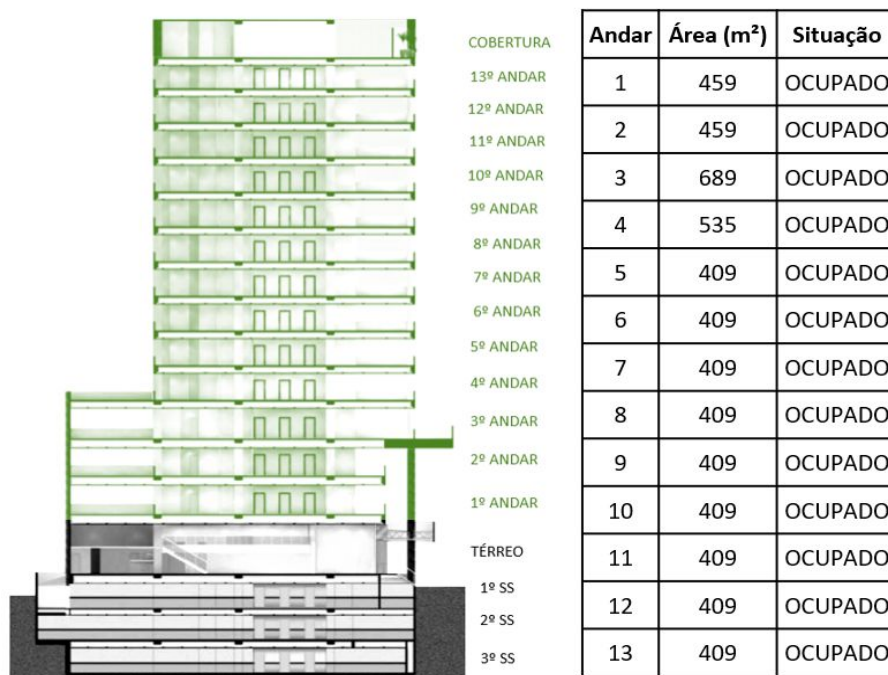 COBERTURA
13º ANDAR
12º ANDAR
11º ANDAR
10º ANDAR
9º ANDAR
8º ANDAR
7º ANDAR
6º ANDAR
5º ANDAR
4º ANDAR
3º ANDAR
2º ANDAR
1º ANDAR
TÉRREO
1º SS
2º SS
3º SS
Andar Área (m²) Situação
1 459 OCUPADO
2 459 OCUPADO
3 689 OCUPADO
4 535 OCUPADO
5 409 OCUPADO
6 409 OCUPADO
7 409 OCUPADO
8 409 OCUPADO
9 409 OCUPADO
10 409 OCUPADO
11 409 OCUPADO
12 409 OCUPADO
13 409 OCUPADO